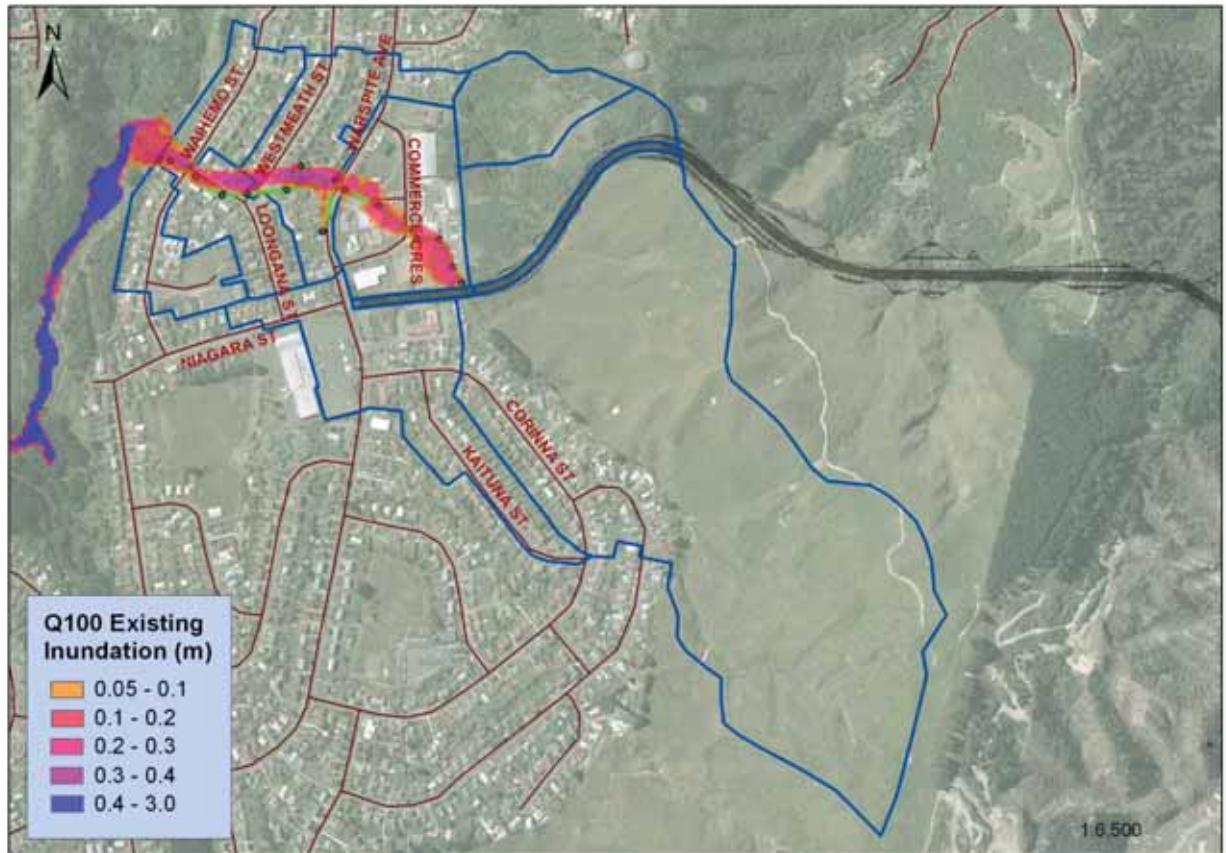 N
WAIHEMO ST
WESTMEATH ST
WARSPITE AVE
COMMERCE CRES
LOONGANA ST
NIAGARA ST
CORINNA ST
KAITUNA ST
Q100 Existing
Inundation (m)
0.05 - 0.1
0.1 - 0.2
0.2 - 0.3
0.3 - 0.4
0.4 - 3.0
1:6,500